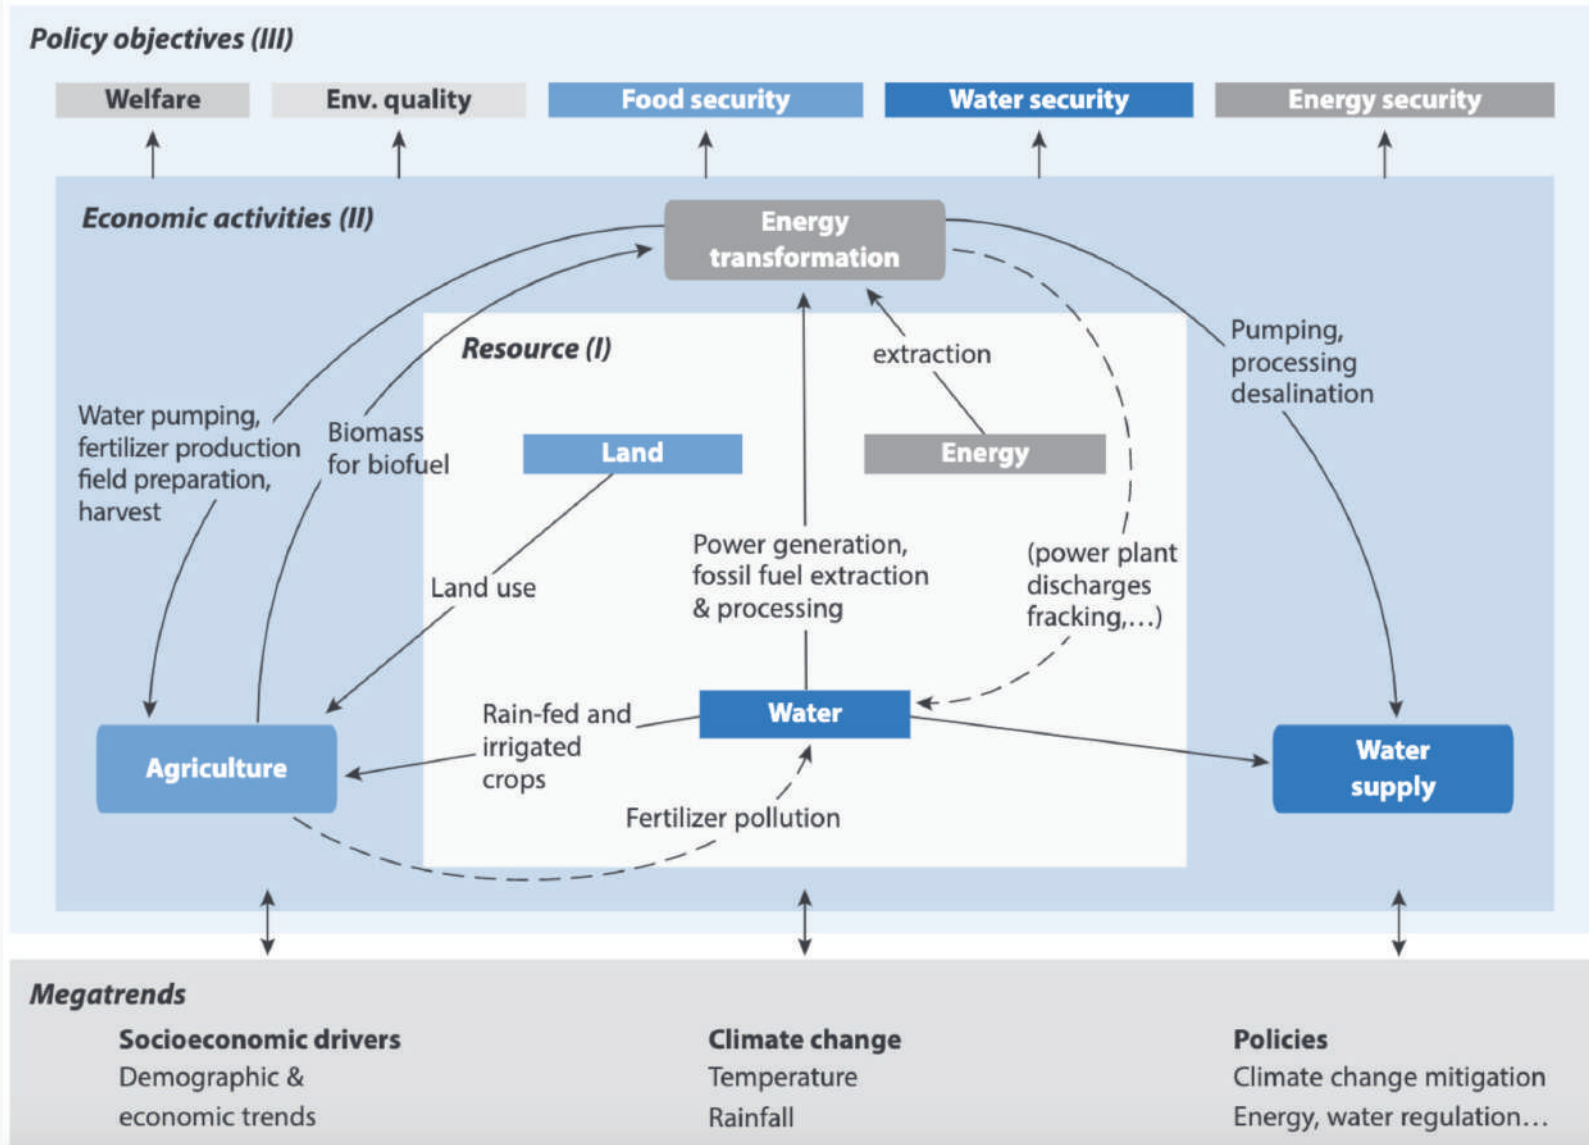 Policy objectives (III)
Welfare
Env. quality
Food security
Water security
Energy security
Economic activities (II)
Energy
transformation
Resource (I)
extraction
Pumping,
processing
desalination
Water pumping,
fertilizer production
field preparation,
harvest
Biomass
for biofuel
Land
Energy
Power generation,
fossil fuel extraction
& processing
(power plant
discharges
fracking,...)
Land use
Rain-fed and
irrigated
crops
Water
Agriculture
Water
supply
Fertilizer pollution
Megatrends
Socioeconomic drivers
Demographic &
economic trends
Climate change
Temperature
Rainfall
Policies
Climate change mitigation
Energy, water regulation...